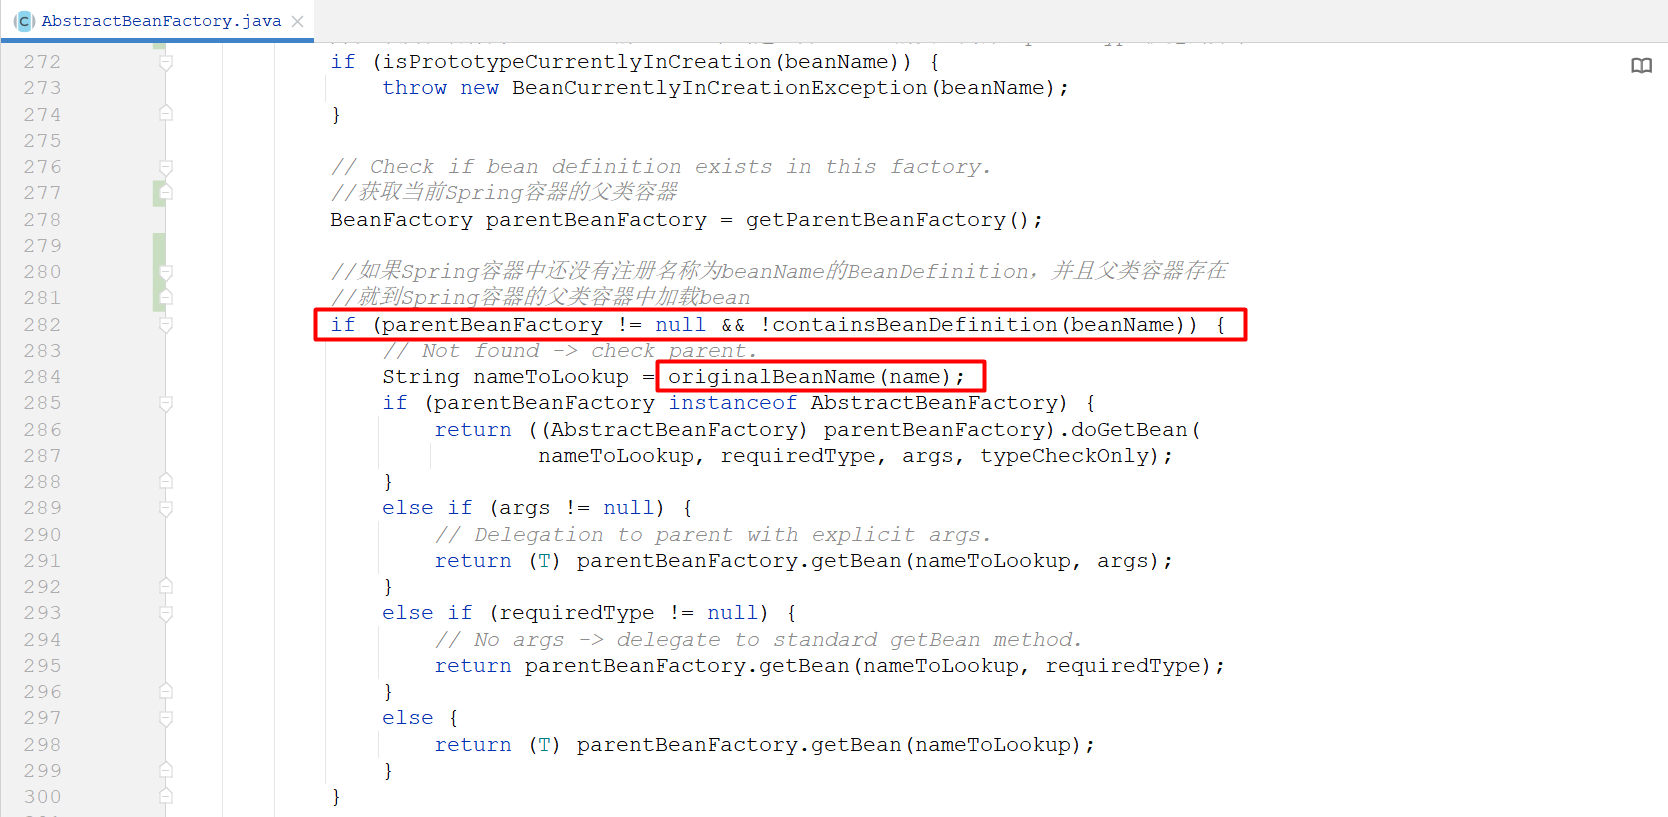 AbstractBeanFactory.java
272 if (isPrototypeCurrentlyInCreation(beanName)) {
273 throw new BeanCurrentlyInCreationException(beanName);
274 }
275
276 // Check if bean definition exists in this factory.
277 //获取当前Spring容器的父类容器
278 BeanFactory parentBeanFactory = getParentBeanFactory();
279
280 //如果Spring容器中还没有注册名称为beanName的BeanDefinition，并且父类容器存在
281 //就到Spring容器的父类容器中加载bean
282 if (parentBeanFactory != null && !containsBeanDefinition(beanName)) {
283 // Not found -> check parent.
284 String nameToLookup = originalBeanName(name);
285 if (parentBeanFactory instanceof AbstractBeanFactory) {
286 return ((AbstractBeanFactory) parentBeanFactory).doGetBean(
287 nameToLookup, requiredType, args, typeCheckOnly);
288 }
289 else if (args != null) {
290 // Delegation to parent with explicit args.
291 return (T) parentBeanFactory.getBean(nameToLookup, args);
292 }
293 else if (requiredType != null) {
294 // No args -> delegate to standard getBean method.
295 return parentBeanFactory.getBean(nameToLookup, requiredType);
296 }
297 else {
298 return (T) parentBeanFactory.getBean(nameToLookup);
299 }
300 }